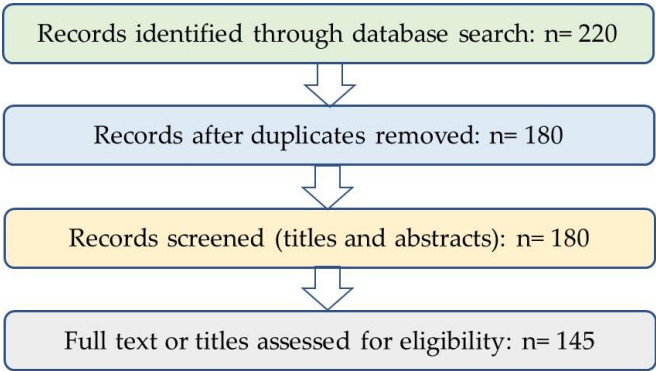 Records identified through database search: n= 220
Records after duplicates removed: n= 180
Records screened (titles and abstracts): n= 180
Full text or titles assessed for eligibility: n= 145